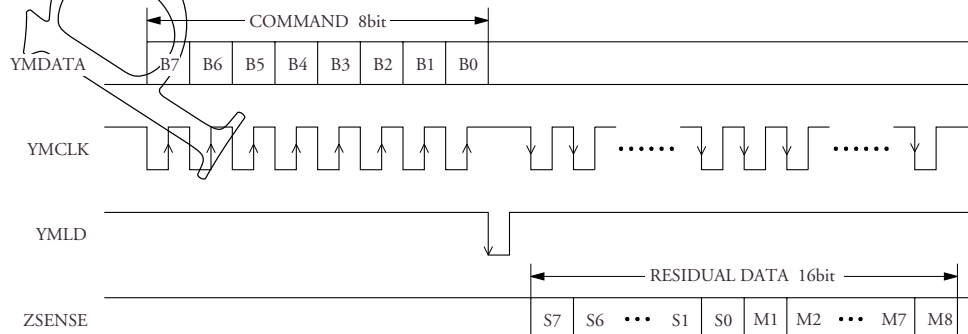 COMMAND 8bit
YMDATA B7 B6 B5 B4 B3 B2 B1 B0
YMCLK •••••• ••••••
YMLD
RESIDUAL DATA 16bit
ZSENSE S7 S6 ••• S1 S0 M1 M2 ••• M7 M8